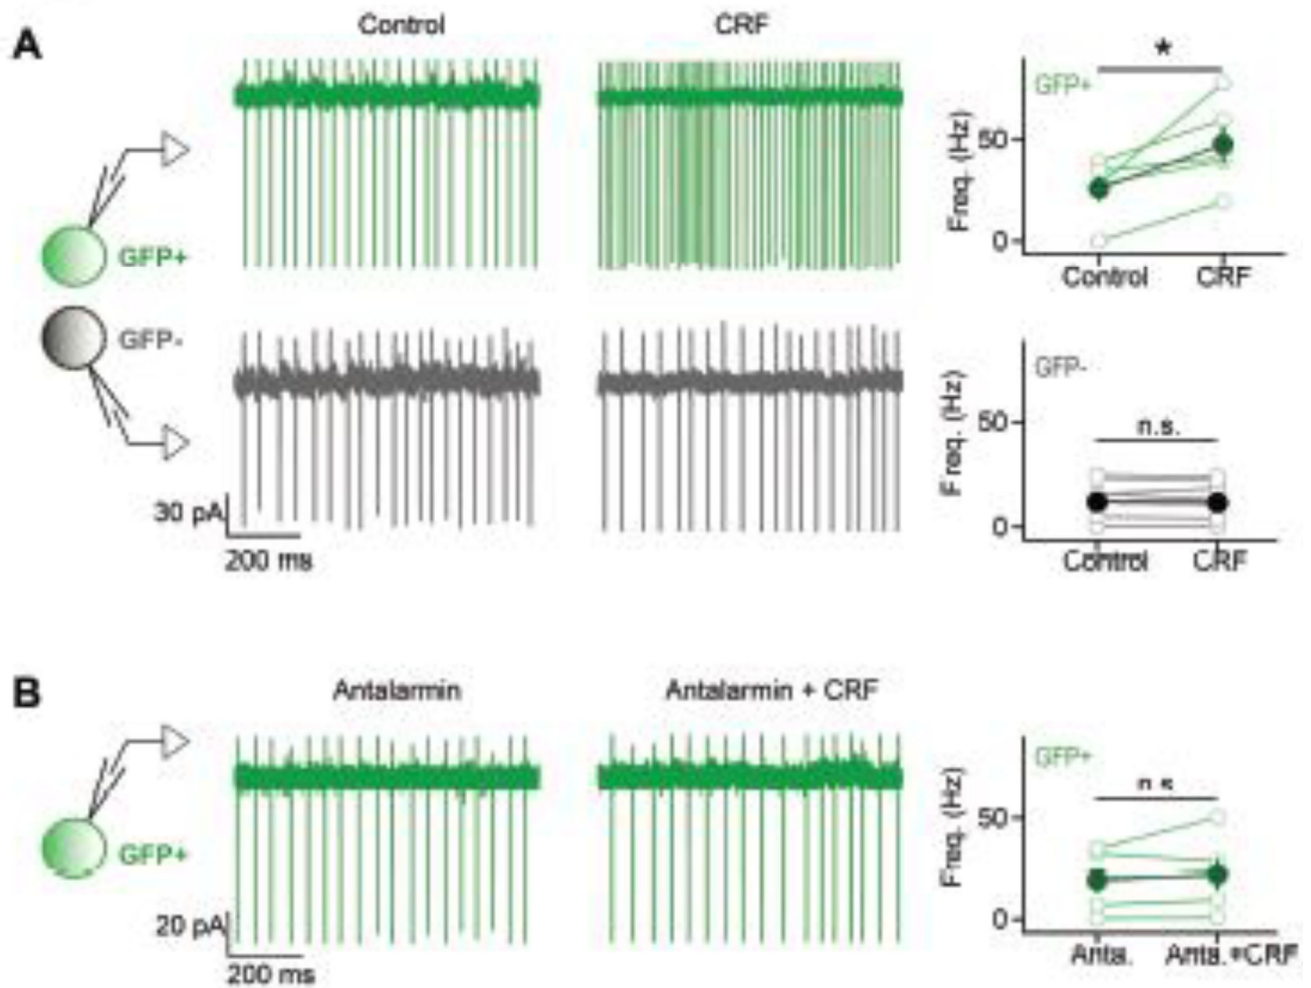 A
Control
CRF
*
GFP+
50
0
Freq. (Hz)
Control CRF
GFP+
GFP-
GFP-
50
0
Freq. (Hz)
n.s.
Control CRF
30 pA
200 ms
B
Antalarmin
Antalarmin + CRF
GFP+
n s
50
0
Freq. (Hz)
Anta. Anta.+CRF
GFP+
20 pA
200 ms